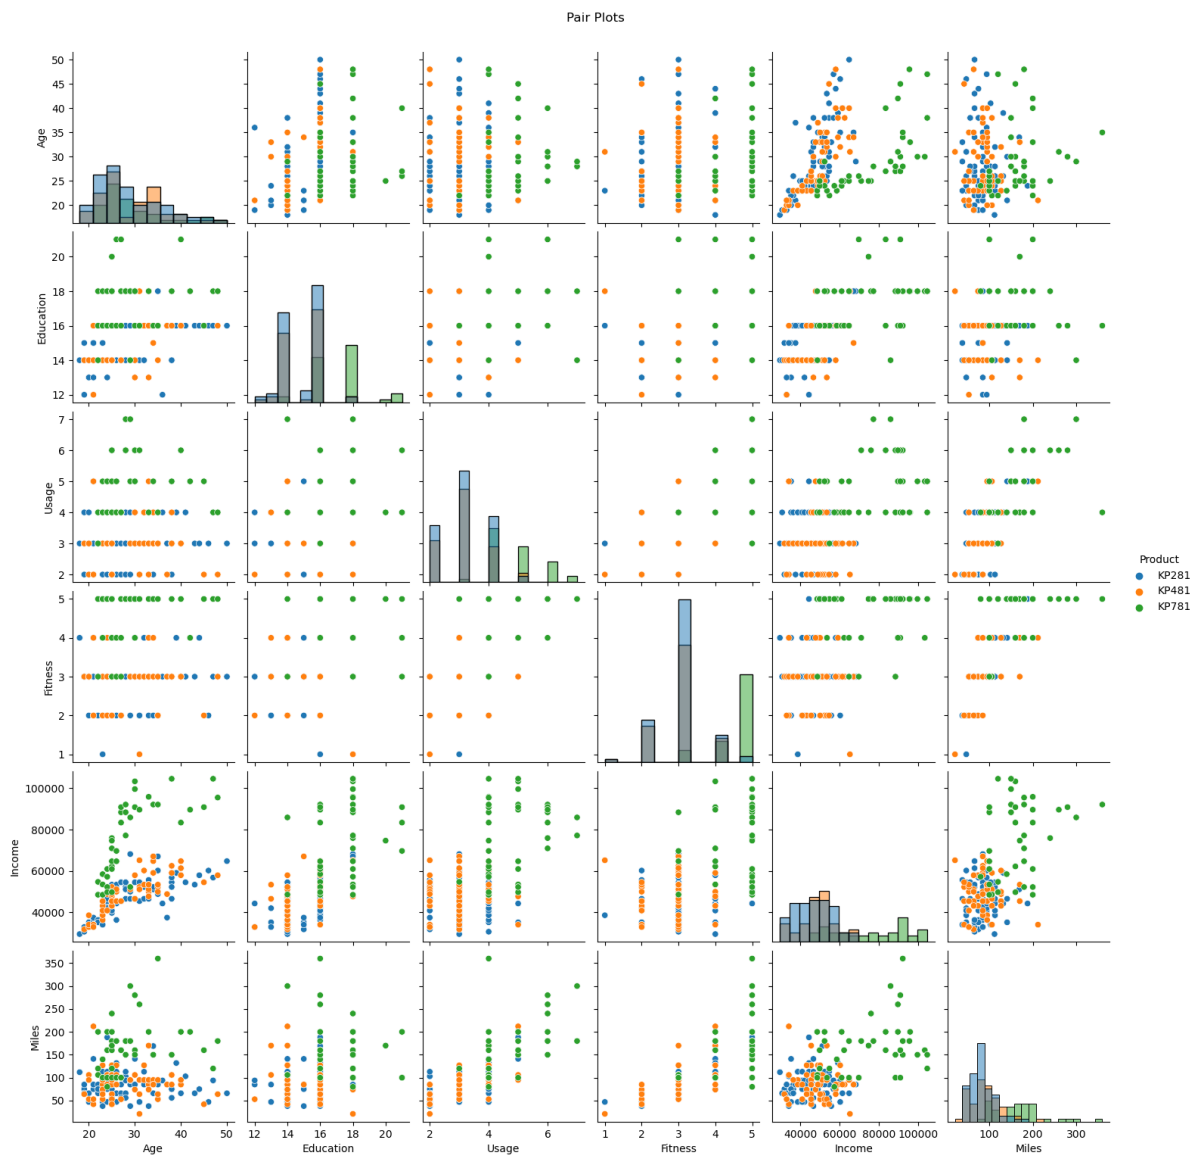 Pair Plots
50
45
40
35
30
25
20
Age
20
18
16
14
12
Education
7
6
5
4
3
2
Usage
5
4
3
2
1
Fitness
100000
80000
60000
40000
Income
350
300
250
200
150
100
50
Miles
20 30 40 50
12 14 16 18 20
2 4 6
1 2 3 4 5
40000 60000 80000 100000
100 200 300
Age Education Usage Fitness Income Miles
Product
KP281
KP481
KP781